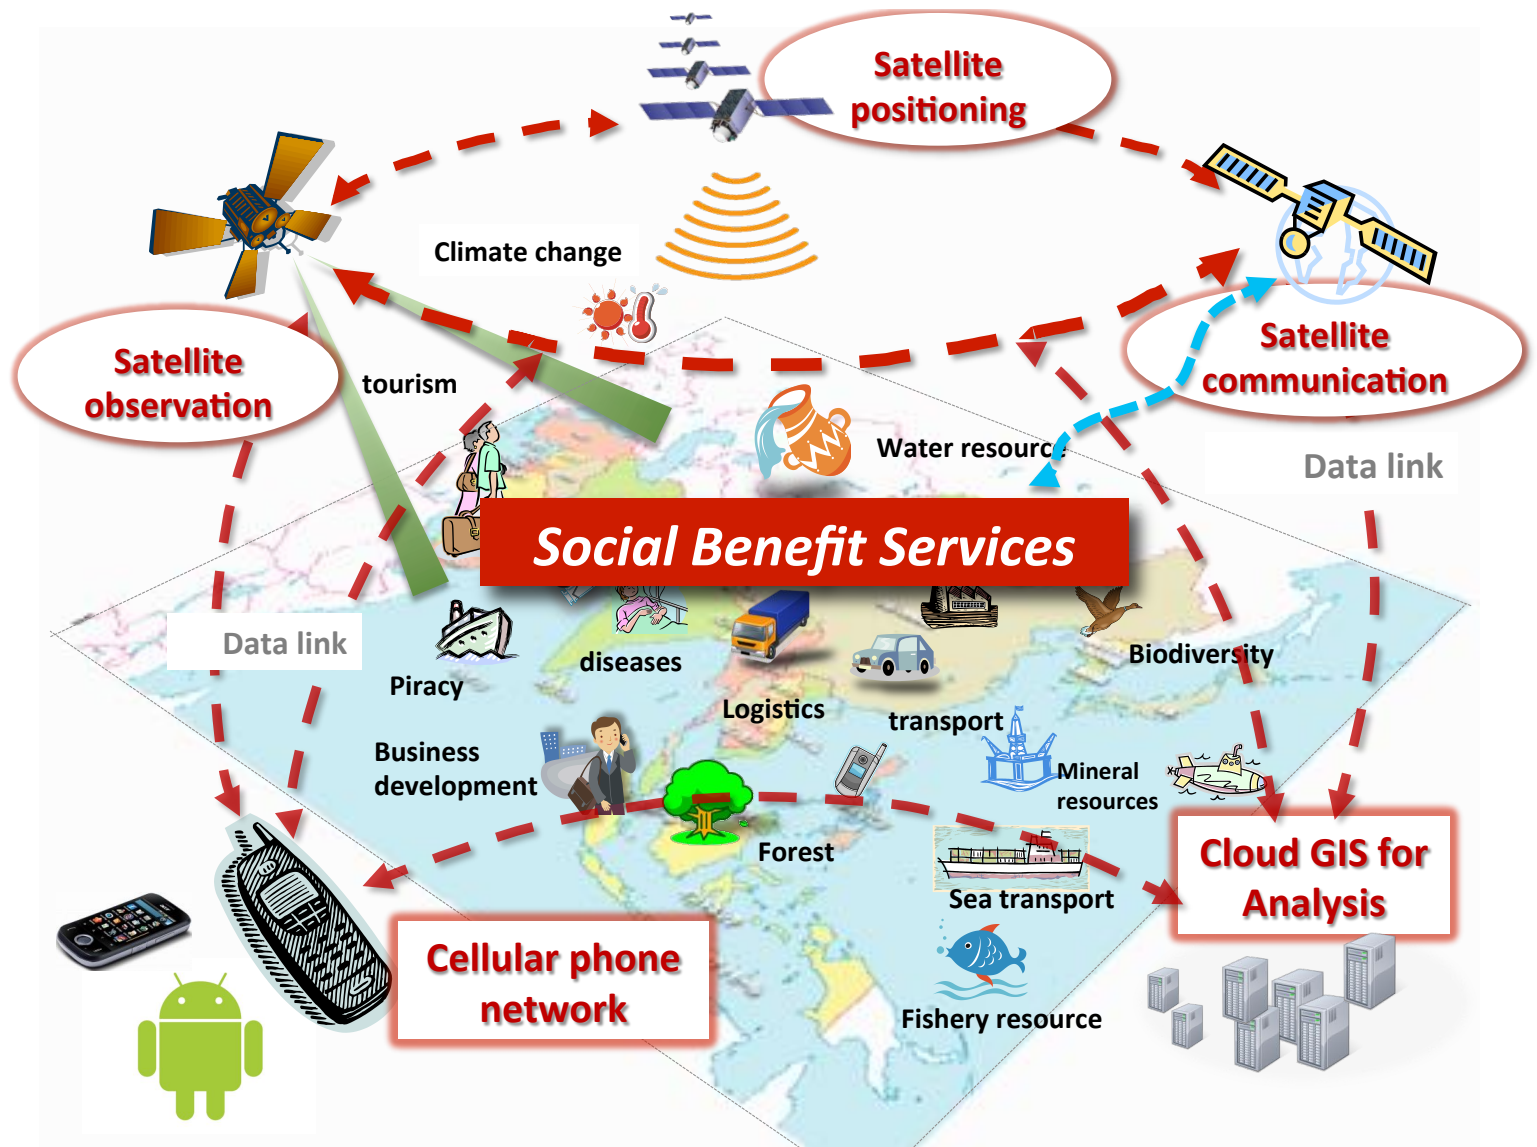 Satellite
positioning
Climate change
Satellite
observation
tourism
Satellite
communication
Water resource
Data link
Social Benefit Services
Data link
Piracy
diseases
Biodiversity
Logistics
transport
Business
development
Mineral
resources
Forest
Cloud GIS for
Analysis
Sea transport
Cellular phone
network
Fishery resource